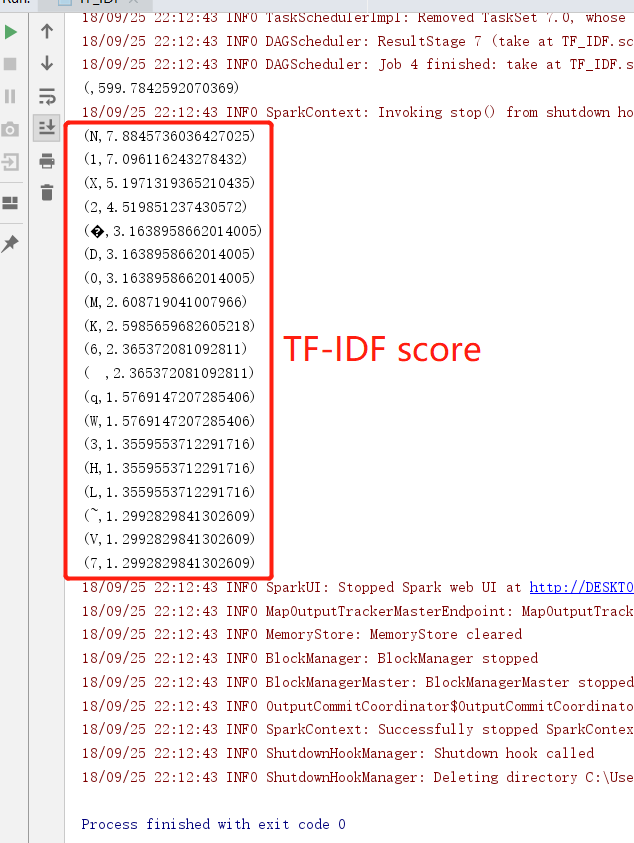 Run: TF_IDF
18/09/25 22:12:43 INFO TaskSchedulerImpl: Removed TaskSet 7.0, whose
18/09/25 22:12:43 INFO DAGScheduler: ResultStage 7 (take at TF_IDF.sc
18/09/25 22:12:43 INFO DAGScheduler: Job 4 finished: take at TF_IDF.s
(,599.7842592070369)
18/09/25 22:12:43 INFO SparkContext: Invoking stop() from shutdown ho
(N,7.8845736036427025)
(1,7.096116243278432)
(X,5.1971319365210435)
(2,4.519851237430572)
(�,3.1638958662014005)
(D,3.1638958662014005)
(0,3.1638958662014005)
(M,2.608719041007966)
(K,2.5985659682605218)
(6,2.365372081092811)
(  ,2.365372081092811)
(q,1.5769147207285406)
(W,1.5769147207285406)
(3,1.3559553712291716)
(H,1.3559553712291716)
(L,1.3559553712291716)
(~,1.2992829841302609)
(V,1.2992829841302609)
(7,1.2992829841302609)
TF-IDF score
18/09/25 22:12:43 INFO SparkUI: Stopped Spark web UI at http://DESKTO
18/09/25 22:12:43 INFO MapOutputTrackerMasterEndpoint: MapOutputTrack
18/09/25 22:12:43 INFO MemoryStore: MemoryStore cleared
18/09/25 22:12:43 INFO BlockManager: BlockManager stopped
18/09/25 22:12:43 INFO BlockManagerMaster: BlockManagerMaster stopped
18/09/25 22:12:43 INFO OutputCommitCoordinator$OutputCommitCoordinato
18/09/25 22:12:43 INFO SparkContext: Successfully stopped SparkContex
18/09/25 22:12:43 INFO ShutdownHookManager: Shutdown hook called
18/09/25 22:12:43 INFO ShutdownHookManager: Deleting directory C:\Use
Process finished with exit code 0